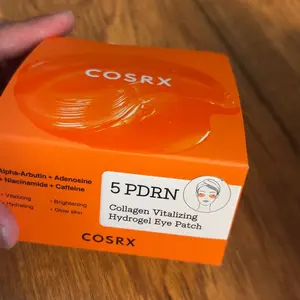 COSRX
Alpha-Arbutin + Adenosine
+ Niacinamide + Caffeine
• Vitalizing
• Brightening
• Hydrating
• Glow skin
5 PDRN
Collagen Vitalizing
Hydrogel Eye Patch
COSRX